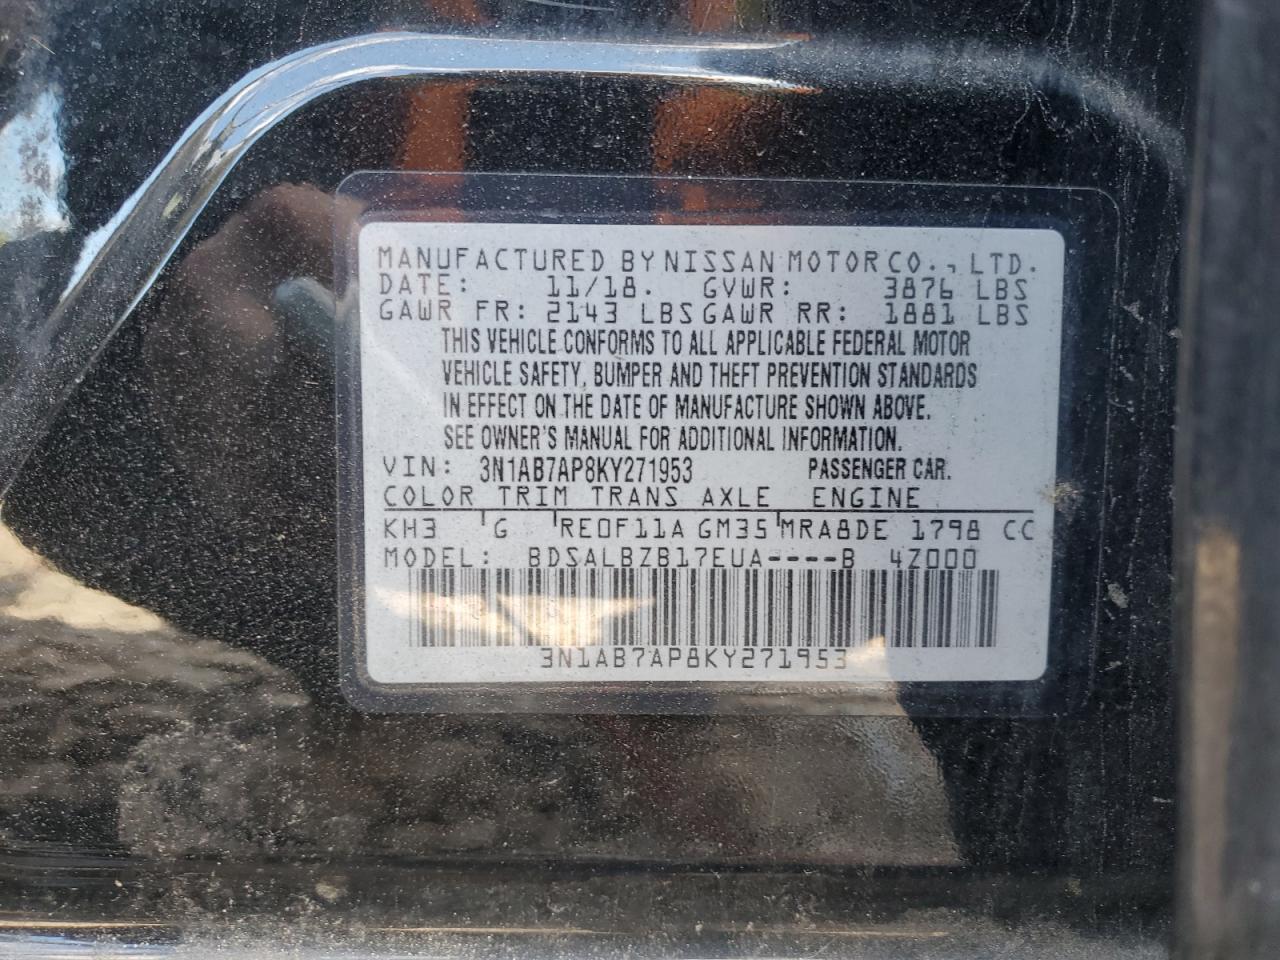 MANUFACTURED BY NISSAN MOTOR CO., LTD.
DATE: 11/18. GVWR: 3876 LBS
GAWR FR: 2143 LBS GAWR RR: 1881 LBS
THIS VEHICLE CONFORMS TO ALL APPLICABLE FEDERAL MOTOR
VEHICLE SAFETY, BUMPER AND THEFT PREVENTION STANDARDS
IN EFFECT ON THE DATE OF MANUFACTURE SHOWN ABOVE.
SEE OWNER'S MANUAL FOR ADDITIONAL INFORMATION.
VIN: 3N1AB7AP8KY271953 PASSENGER CAR.
COLOR TRIM TRANS AXLE ENGINE
KH3 G RE0F11A GM35 MRA8DE 1798 CC
MODEL: BDSALBZB17EUA----B 4Z000
3N1AB7AP8KY271953